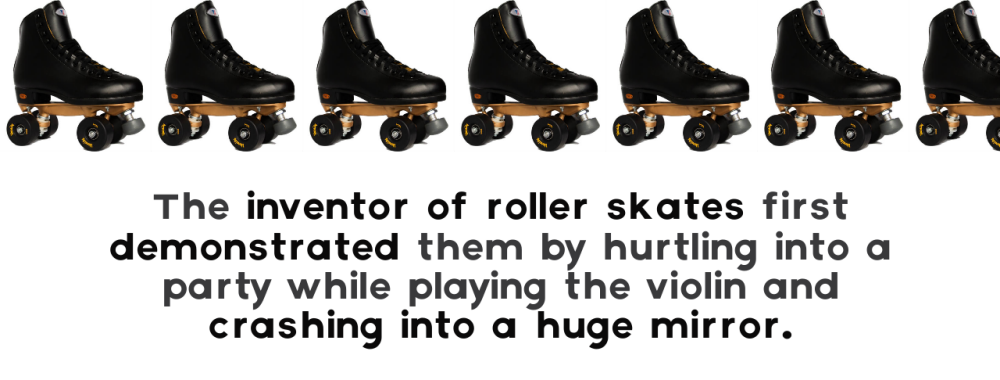 The inventor of roller skates first
demonstrated them by hurtling into a
party while playing the violin and
crashing into a huge mirror.